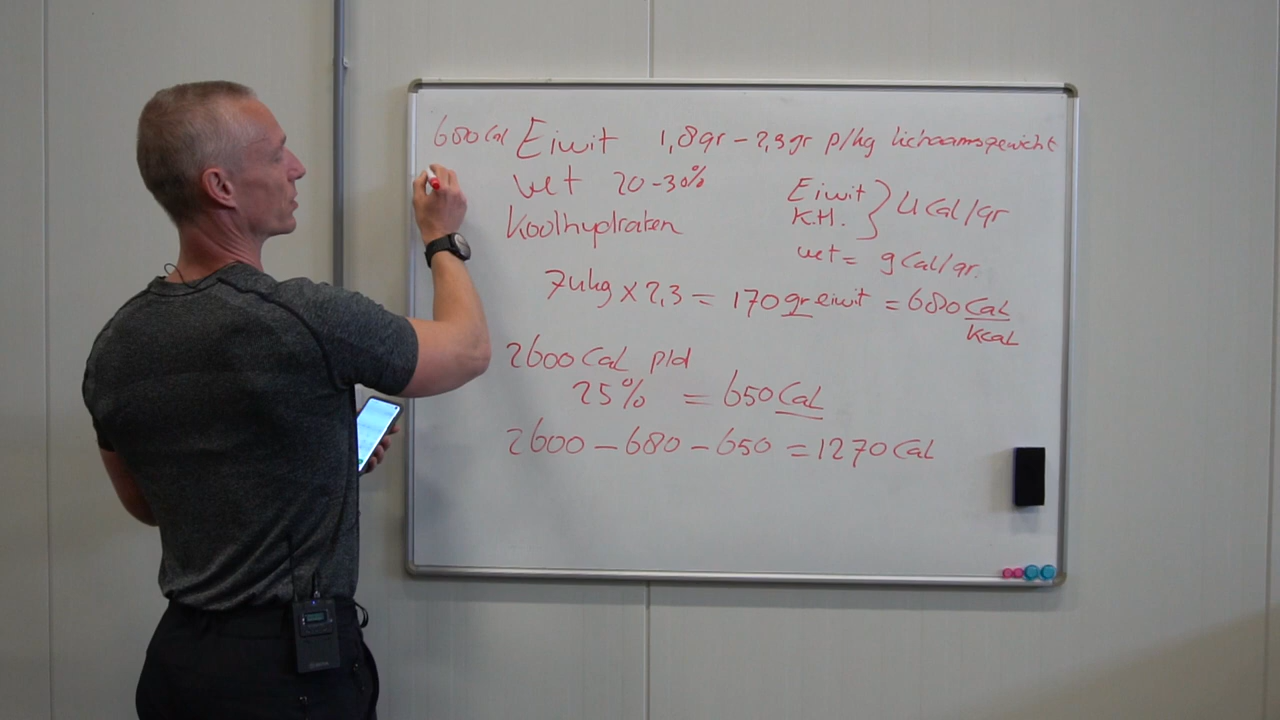 680 Cal Eiwit 1,8gr - 2,3gr p/kg lichaamsgewicht
vet 20-30%
Koolhydraten
Eiwit
K.H. } 4 Cal/gr
vet = 9 Cal/gr.
74kg x 2,3 = 170 gr eiwit = 680 Cal
kcal
2600 Cal p/d
25% = 650 Cal
2600 - 680 - 650 = 1270 Cal